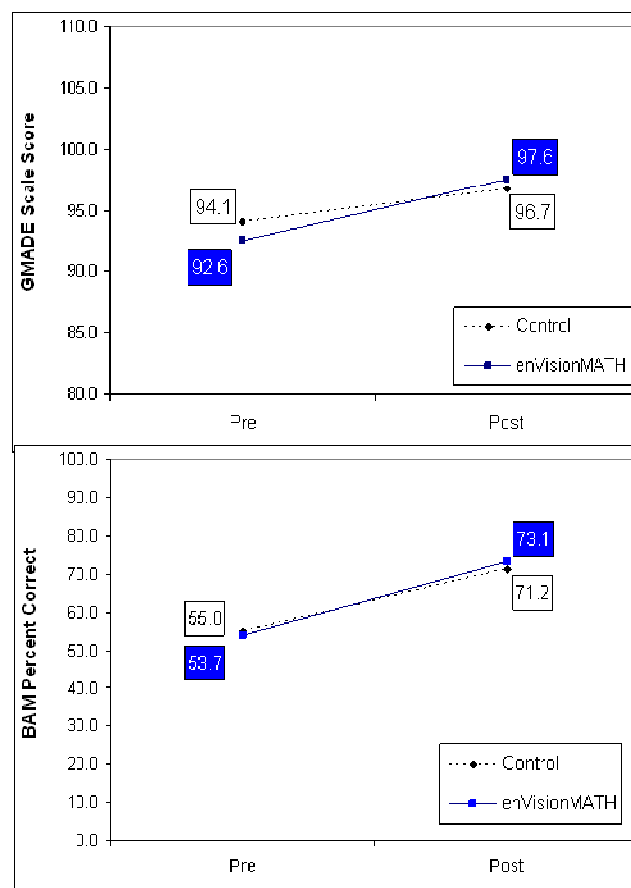 110.0
105.0
100.0
95.0
90.0
85.0
80.0
GMADE Scale Score
94.1
92.6
97.6
96.7
Control
enVisionMATH
Pre
Post
100.0
90.0
80.0
70.0
60.0
50.0
40.0
30.0
20.0
10.0
0.0
BAM Percent Correct
55.0
53.7
73.1
71.2
Control
enVisionMATH
Pre
Post